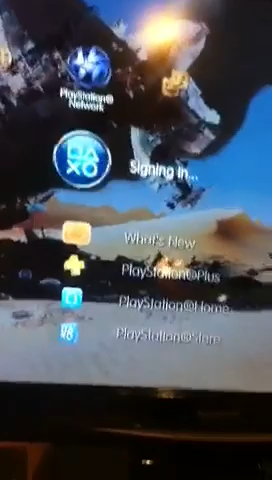 PlayStation®
Network
Signing In...
What's New
PlayStation®Plus
PlayStation®Home
PlayStation®Store